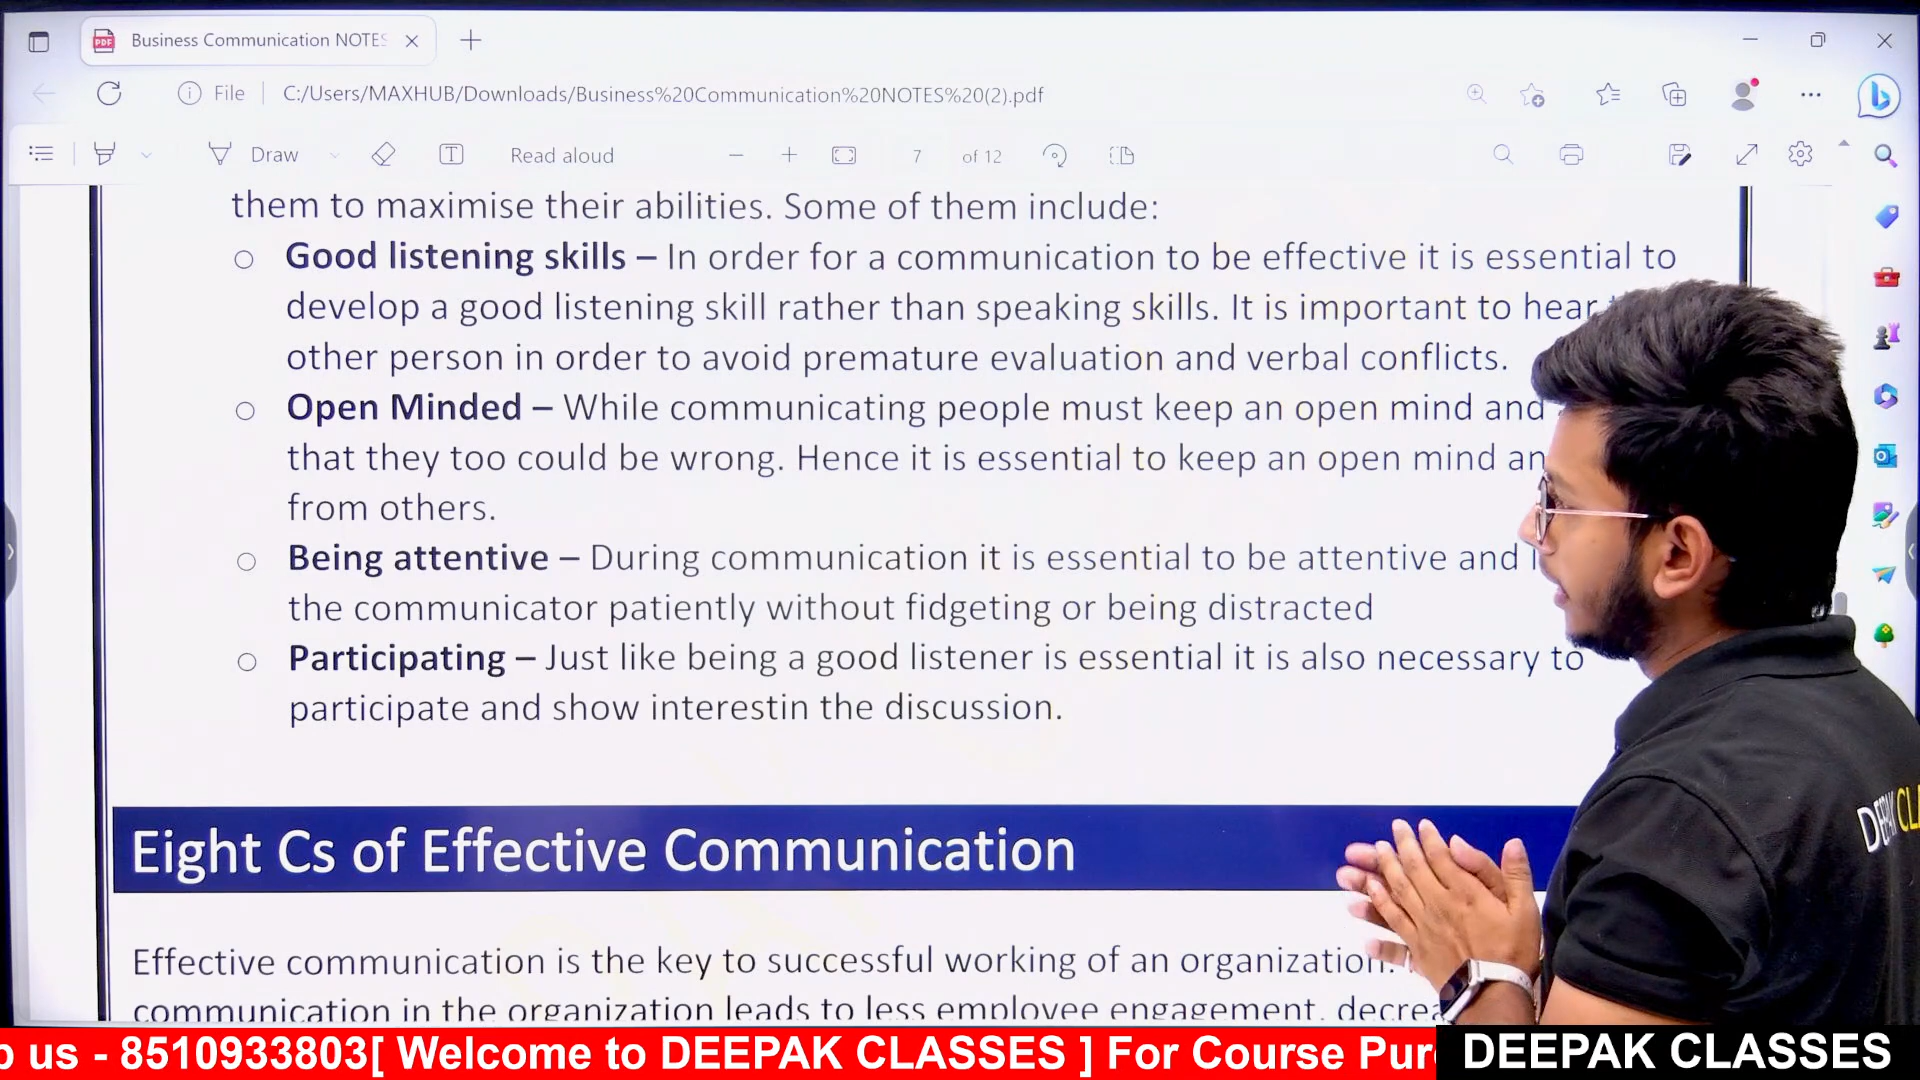 Business Communication NOTES
File
C:/Users/MAXHUB/Downloads/Business%20Communication%20NOTES%20(2).pdf
Draw
Read aloud
7 of 12
them to maximise their abilities. Some of them include:
Good listening skills – In order for a communication to be effective it is essential to
develop a good listening skill rather than speaking skills. It is important to hear
other person in order to avoid premature evaluation and verbal conflicts.
Open Minded – While communicating people must keep an open mind and
that they too could be wrong. Hence it is essential to keep an open mind
from others.
Being attentive – During communication it is essential to be attentive and
the communicator patiently without fidgeting or being distracted
Participating – Just like being a good listener is essential it is also necessary to
participate and show interestin the discussion.
Eight Cs of Effective Communication
Effective communication is the key to successful working of an organization.
communication in the organization leads to less employee engagement,
us - 8510933803[ Welcome to DEEPAK CLASSES ] For Course
DEEPAK CLASSES